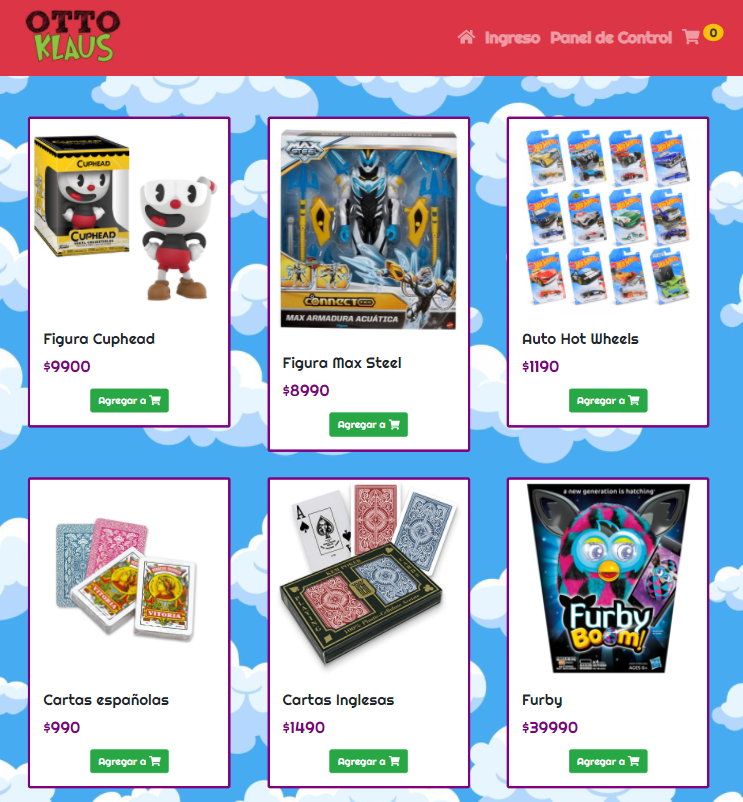 OTTO
KLAUS
Ingreso Panel de Control 0
CUPHEAD
CUPHEAD
MAX
STEEL
CONNECT
MAX ARMADURA ACUÁTICA
Figura Cuphead
$9900
Agregar a
Figura Max Steel
$8990
Agregar a
Auto Hot Wheels
$1190
Agregar a
VITORIA
VITORIA
Cartas españolas
$990
Agregar a
A
Cartas Inglesas
$1490
Agregar a
a new generation is hatching
Furby
Boom!
Hasbro
Furby
$39990
Agregar a